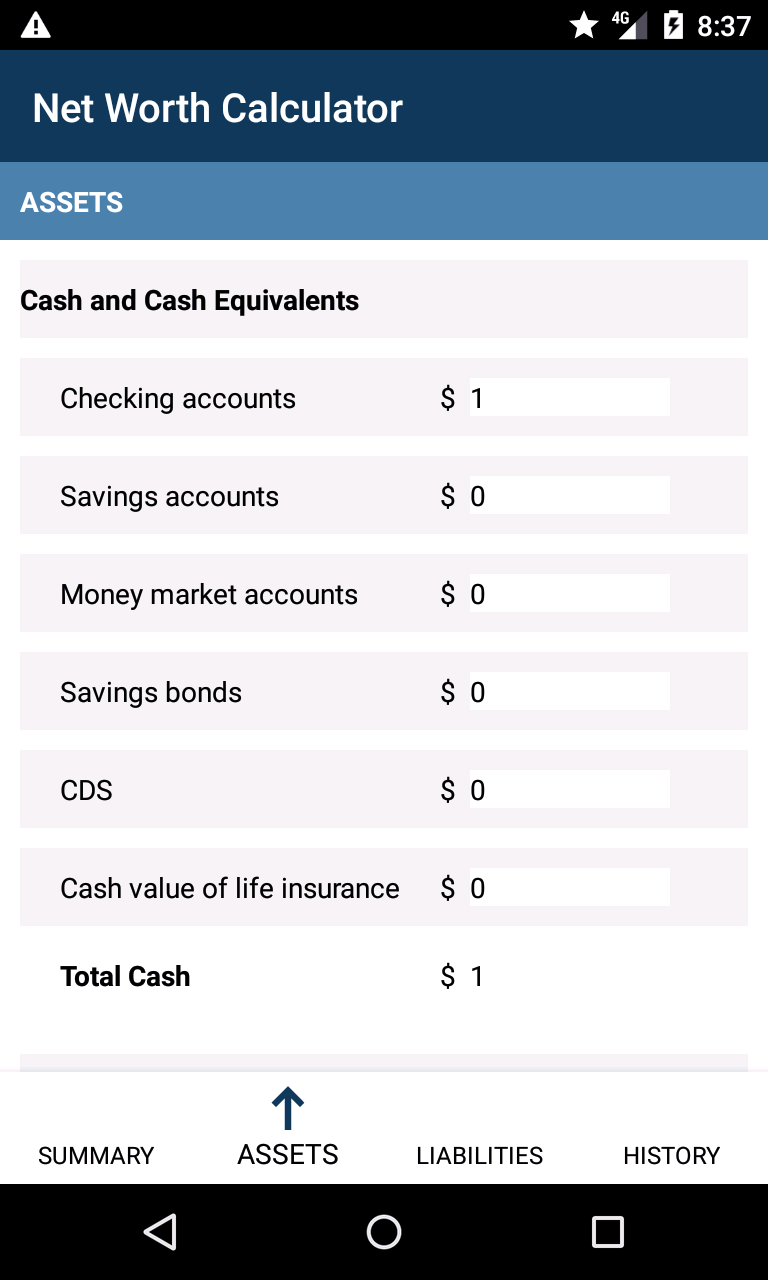 4G 8:37
Net Worth Calculator
ASSETS
Cash and Cash Equivalents
Checking accounts $ 1
Savings accounts $ 0
Money market accounts $ 0
Savings bonds $ 0
CDS $ 0
Cash value of life insurance $ 0
Total Cash $ 1
SUMMARY ASSETS LIABILITIES HISTORY